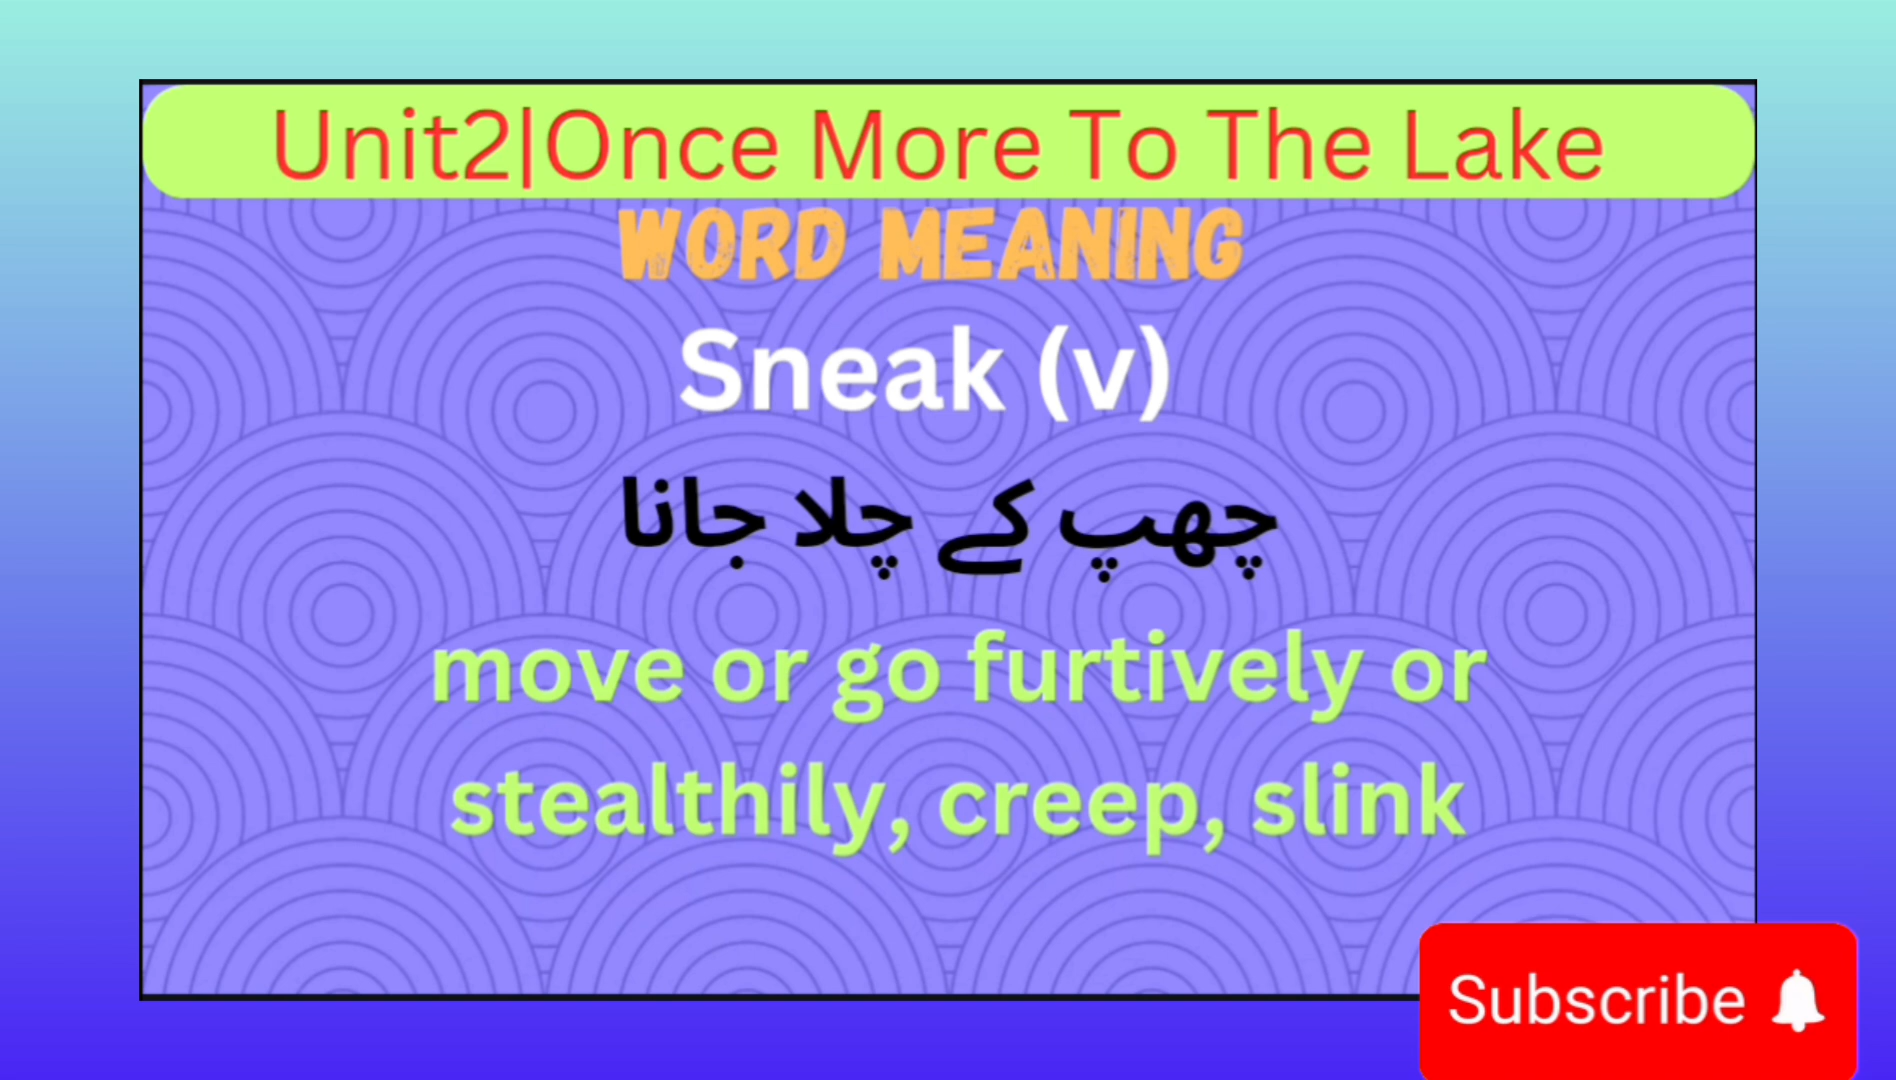 Unit2|Once More To The Lake
WORD MEANING
Sneak (v)
چھپ کے چلا جانا
move or go furtively or
stealthily, creep, slink
Subscribe